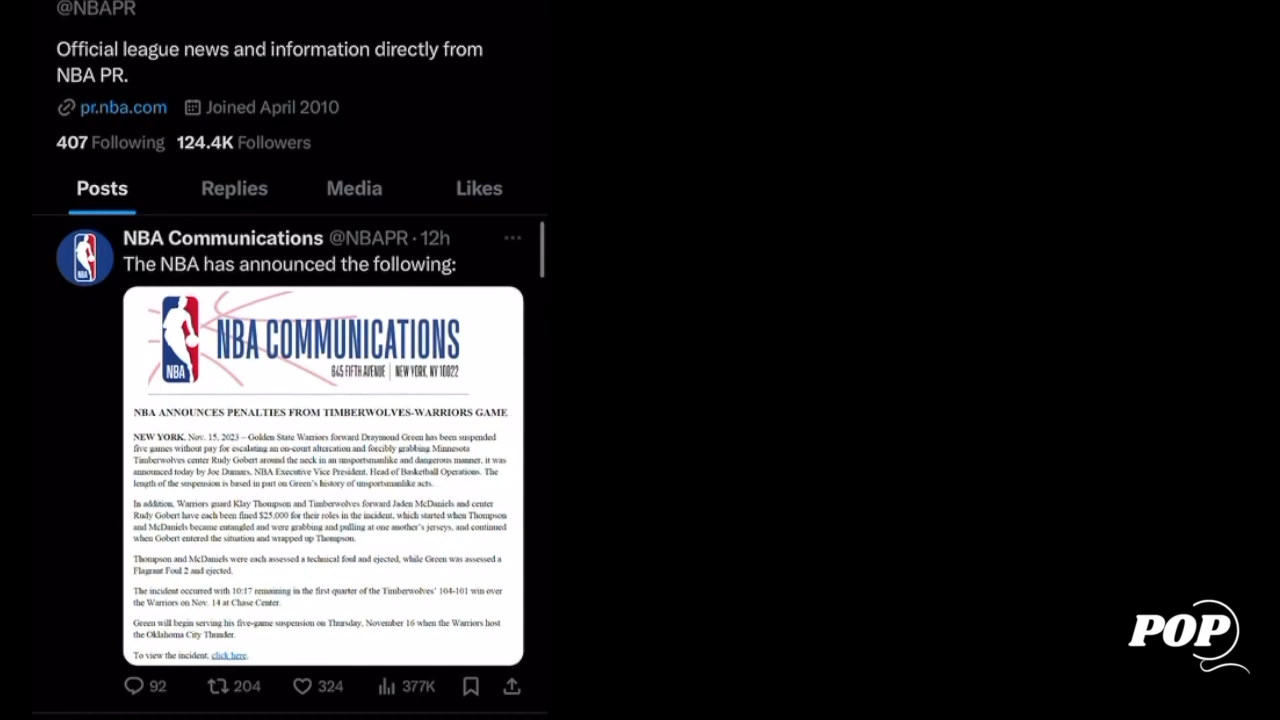 @NBAPR
Official league news and information directly from
NBA PR.
pr.nba.com Joined April 2010
407 Following 124.4K Followers
Posts Replies Media Likes
NBA Communications @NBAPR · 12h
The NBA has announced the following:
NBA COMMUNICATIONS
NBA
645 FIFTH AVENUE | NEW YORK, NY 10022
NBA ANNOUNCES PENALTIES FROM TIMBERWOLVES-WARRIORS GAME
NEW YORK, Nov. 15, 2023 – Golden State Warriors forward Draymond Green has been suspended
five games without pay for escalating an on-court altercation and forcibly grabbing Minnesota
Timberwolves center Rudy Gobert around the neck in an unsportsmanlike and dangerous manner, it was
announced today by Joe Dumars, NBA Executive Vice President, Head of Basketball Operations. The
length of the suspension is based in part on Green's history of unsportsmanlike acts.
In addition, Warriors guard Klay Thompson and Timberwolves forward Jaden McDaniels and center
Rudy Gobert have each been fined $25,000 for their roles in the incident, which started when Thompson
and McDaniels became entangled and were grabbing and pulling at one another's jerseys, and continued
when Gobert entered the situation and wrapped up Thompson.
Thompson and McDaniels were each assessed a technical foul and ejected, while Green was assessed a
Flagrant Foul 2 and ejected.
The incident occurred with 10:17 remaining in the first quarter of the Timberwolves' 104-101 win over
the Warriors on Nov. 14 at Chase Center.
Green will begin serving his five-game suspension on Thursday, November 16 when the Warriors host
the Oklahoma City Thunder.
To view the incident, click here.
92 204 324 377K
POP